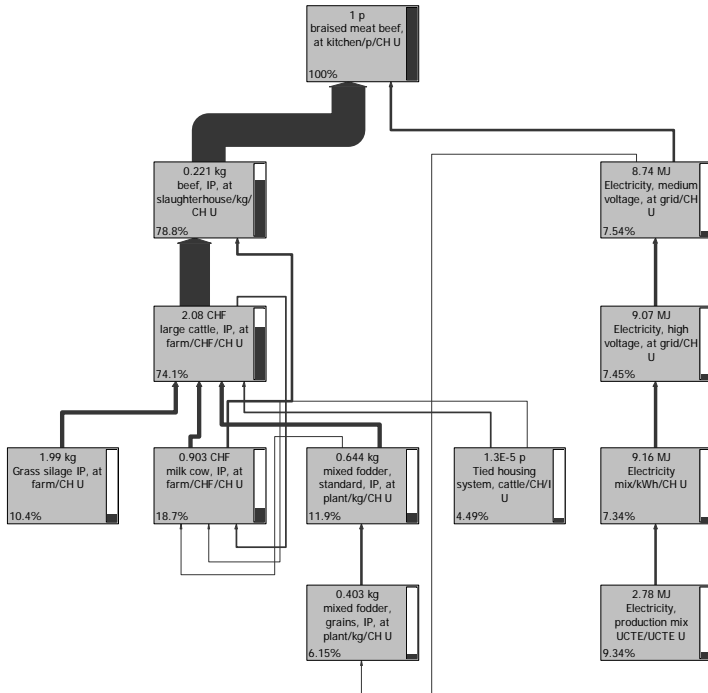 1 p
braised meat beef,
at kitchen/p/CH U
100%
0.221 kg
beef, IP, at
slaughterhouse/kg/
CH U
78.8%
8.74 MJ
Electricity, medium
voltage, at grid/CH
U
7.54%
2.08 CHF
large cattle, IP, at
farm/CHF/CH U
74.1%
9.07 MJ
Electricity, high
voltage, at grid/CH
U
7.45%
1.99 kg
Grass silage IP, at
farm/CH U
10.4%
0.903 CHF
milk cow, IP, at
farm/CHF/CH U
18.7%
0.644 kg
mixed fodder,
standard, IP, at
plant/kg/CH U
11.9%
1.3E-5 p
Tied housing
system, cattle/CH/I
U
4.49%
9.16 MJ
Electricity
mix/kWh/CH U
7.34%
0.403 kg
mixed fodder,
grains, IP, at
plant/kg/CH U
6.15%
2.78 MJ
Electricity,
production mix
UCTE/UCTE U
9.34%